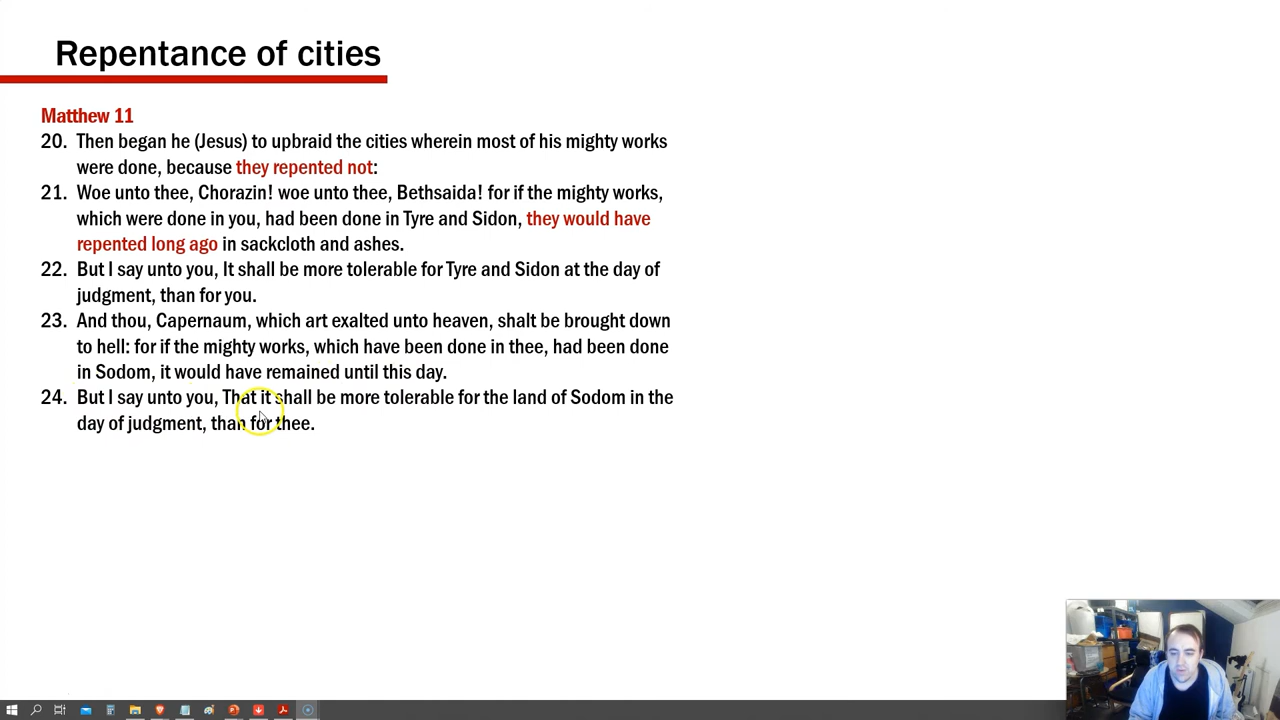 Repentance of cities
Matthew 11
20. Then began he (Jesus) to upbraid the cities wherein most of his mighty works
were done, because they repented not:
21. Woe unto thee, Chorazin! woe unto thee, Bethsaida! for if the mighty works,
which were done in you, had been done in Tyre and Sidon, they would have
repented long ago in sackcloth and ashes.
22. But I say unto you, It shall be more tolerable for Tyre and Sidon at the day of
judgment, than for you.
23. And thou, Capernaum, which art exalted unto heaven, shalt be brought down
to hell: for if the mighty works, which have been done in thee, had been done
in Sodom, it would have remained until this day.
24. But I say unto you, That it shall be more tolerable for the land of Sodom in the
day of judgment, than for thee.